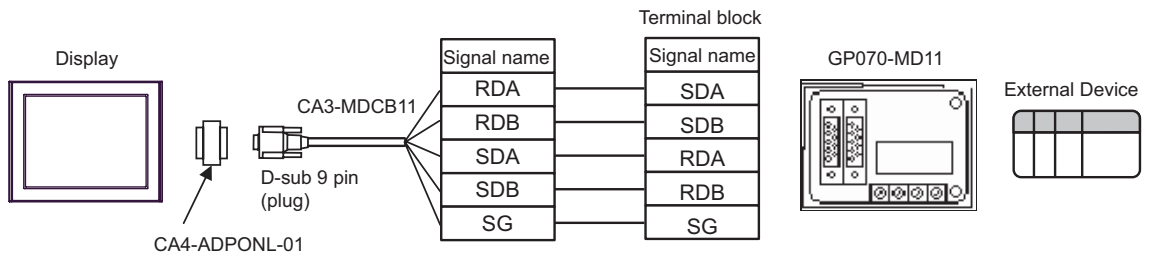 Terminal block
Display
Signal name
Signal name
GP070-MD11
External Device
CA3-MDCB11
RDA
SDA
RDB
SDB
SDA
RDA
SDB
RDB
SG
SG
D-sub 9 pin
(plug)
CA4-ADPONL-01